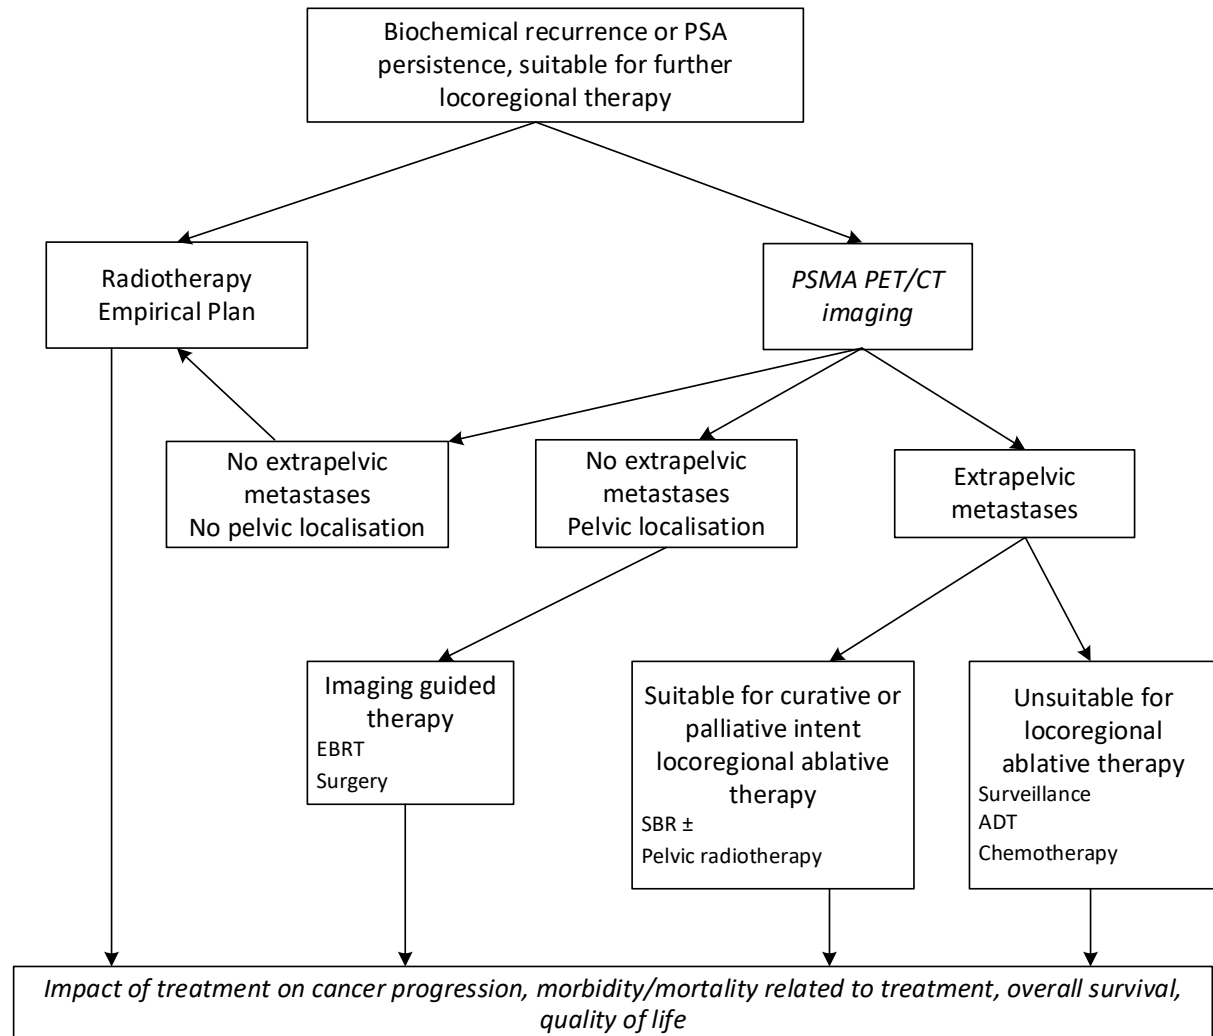 Biochemical recurrence or PSA
persistence, suitable for further
locoregional therapy
Radiotherapy
Empirical Plan
PSMA PET/CT
imaging
No extrapelvic
metastases
No pelvic localisation
No extrapelvic
metastases
Pelvic localisation
Extrapelvic
metastases
Imaging guided
therapy
EBRT
Surgery
Suitable for curative or
palliative intent
locoregional ablative
therapy
SBR ±
Pelvic radiotherapy
Unsuitable for
locoregional
ablative therapy
Surveillance
ADT
Chemotherapy
Impact of treatment on cancer progression, morbidity/mortality related to treatment, overall survival,
quality of life